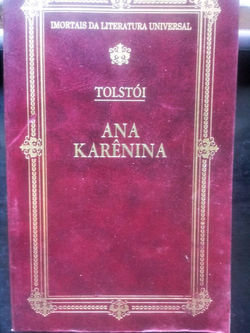 IMORTAIS DA LITERATURA UNIVERSAL
TOLSTÓI
ANA
KARÊNINA